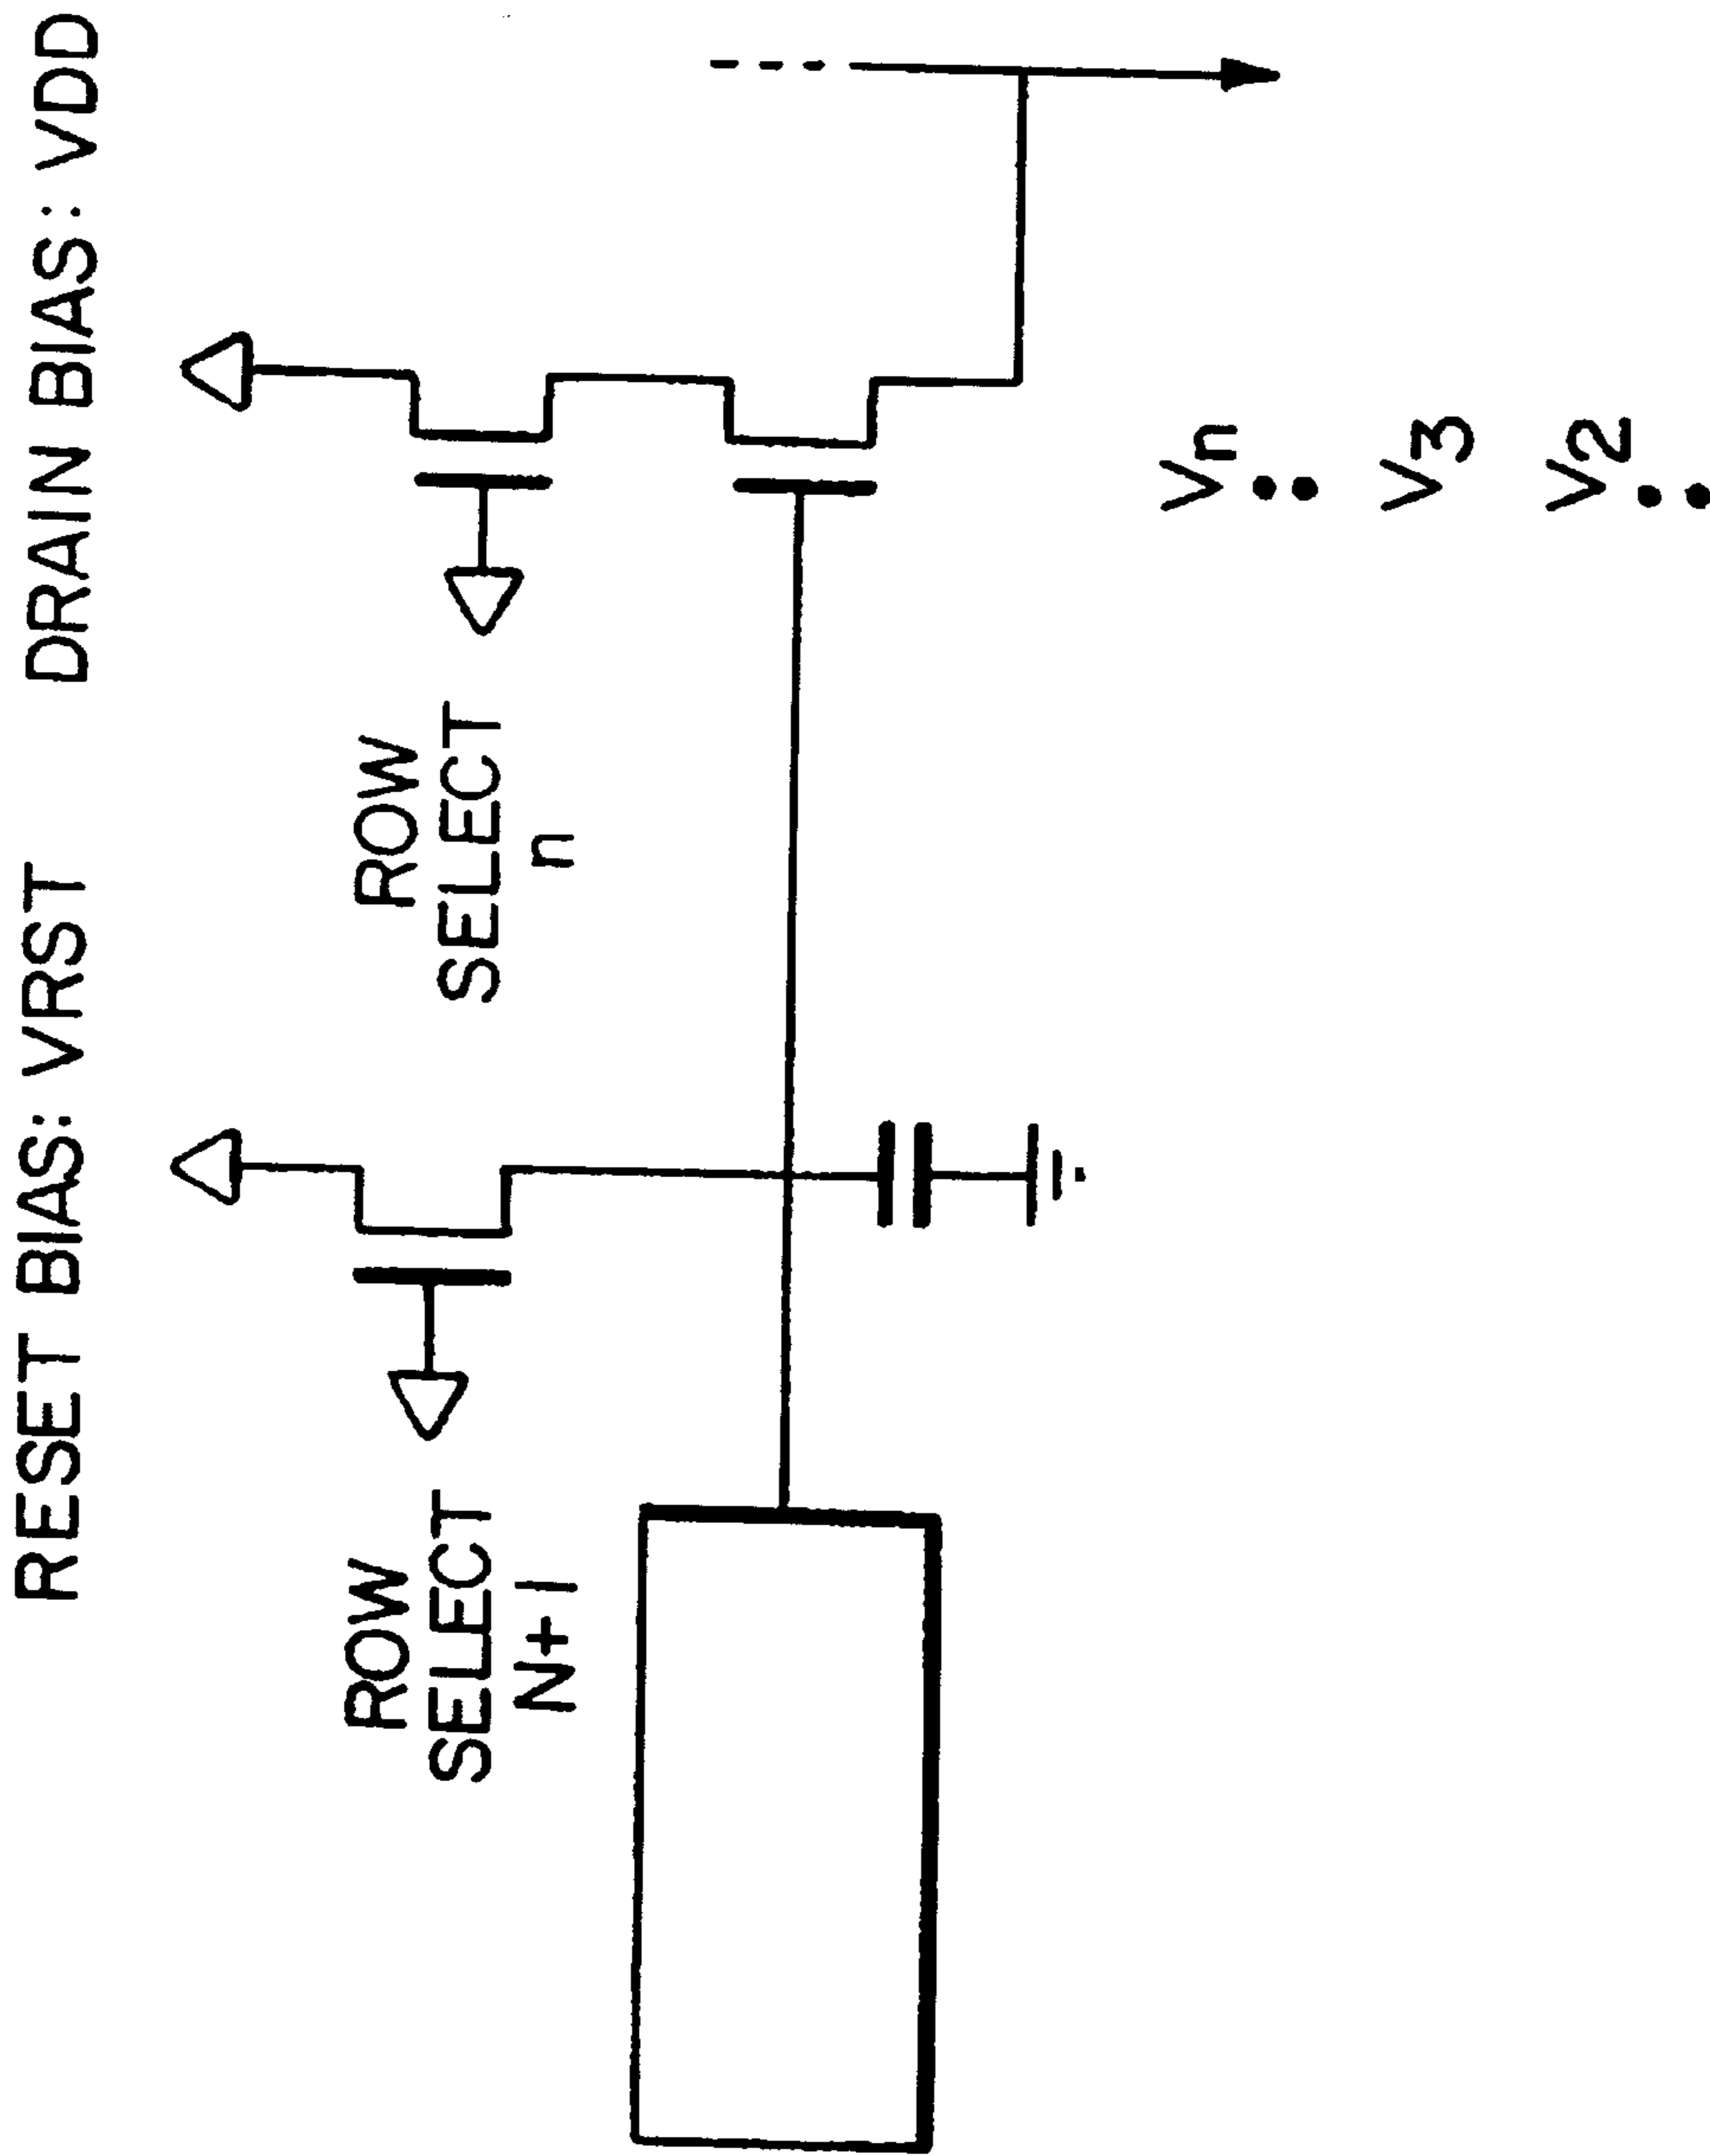 RESET BIAS: VRST
DRAIN BIAS: VDD
ROW
SELECT
N+1
ROW
SELECT
n
Vn
V3
V2